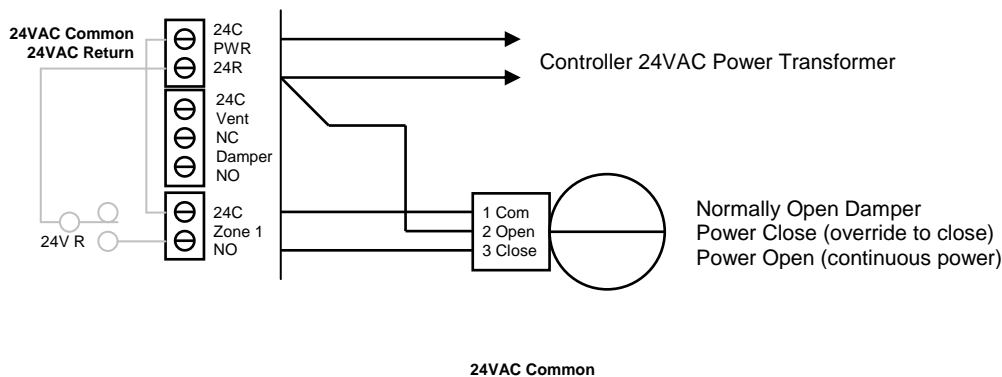 24VAC Common
24VAC Return
24C
PWR
24R
24C
Vent
NC
Damper
NO
24C
Zone 1
NO
24V R
Controller 24VAC Power Transformer
1 Com
2 Open
3 Close
Normally Open Damper
Power Close (override to close)
Power Open (continuous power)
24VAC Common